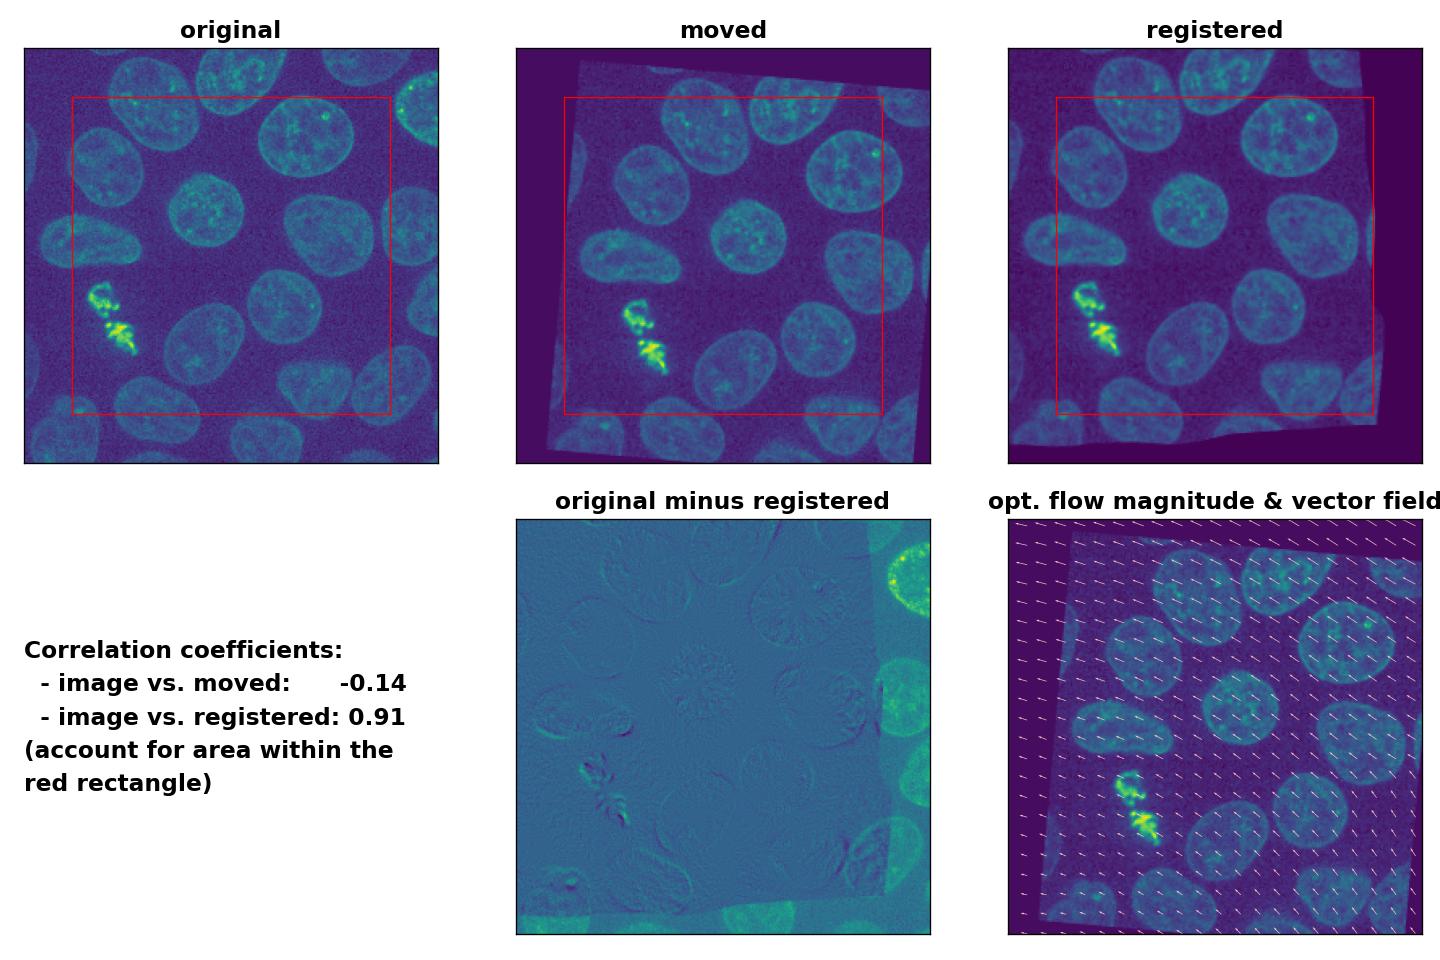 original
moved
registered
original minus registered
opt. flow magnitude & vector field
Correlation coefficients:
- image vs. moved: -0.14
- image vs. registered: 0.91
(account for area within the
red rectangle)